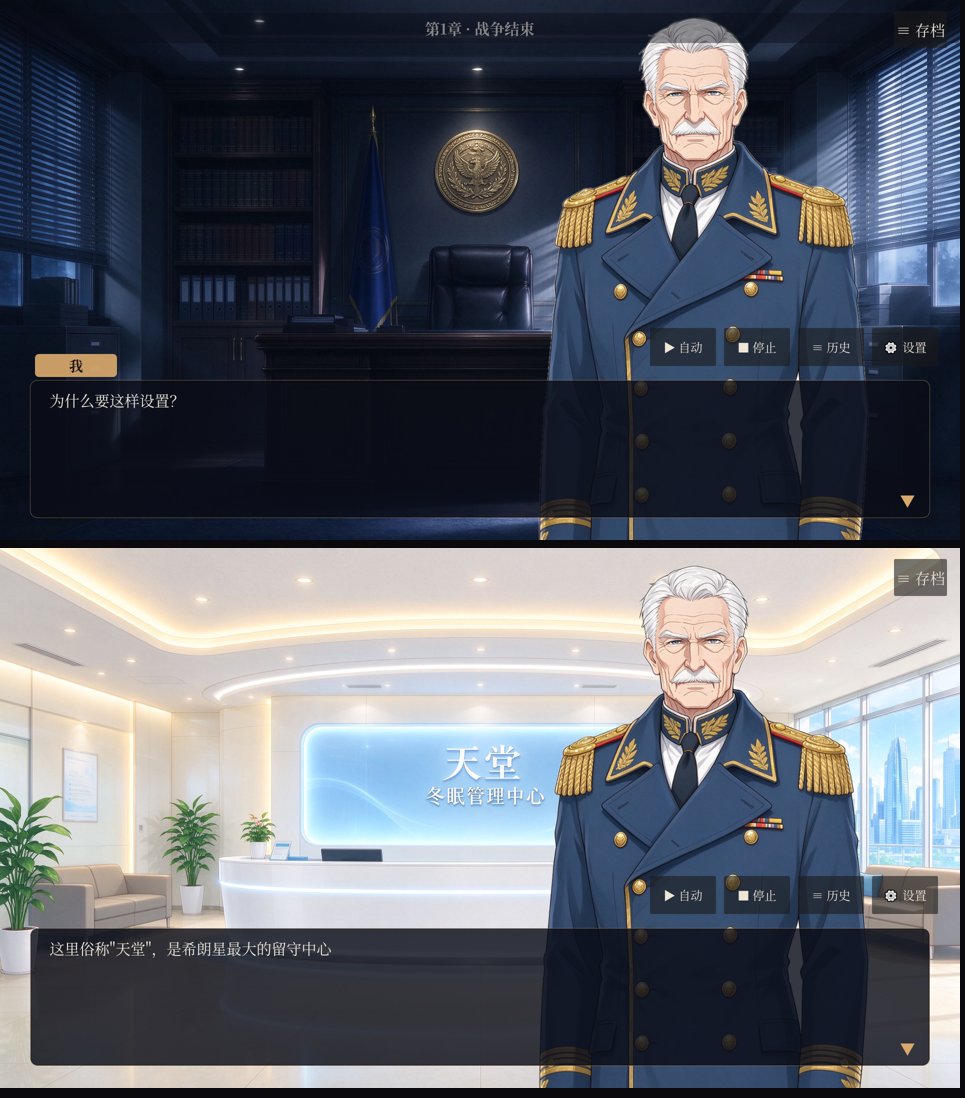 第1章 · 战争结束
≡ 存档
▶ 自动
■ 停止
≡ 历史
设置
我
为什么要这样设置?
≡ 存档
天堂
冬眠管理中心
▶ 自动
■ 停止
≡ 历史
设置
这里俗称"天堂"，是希朗星最大的留守中心